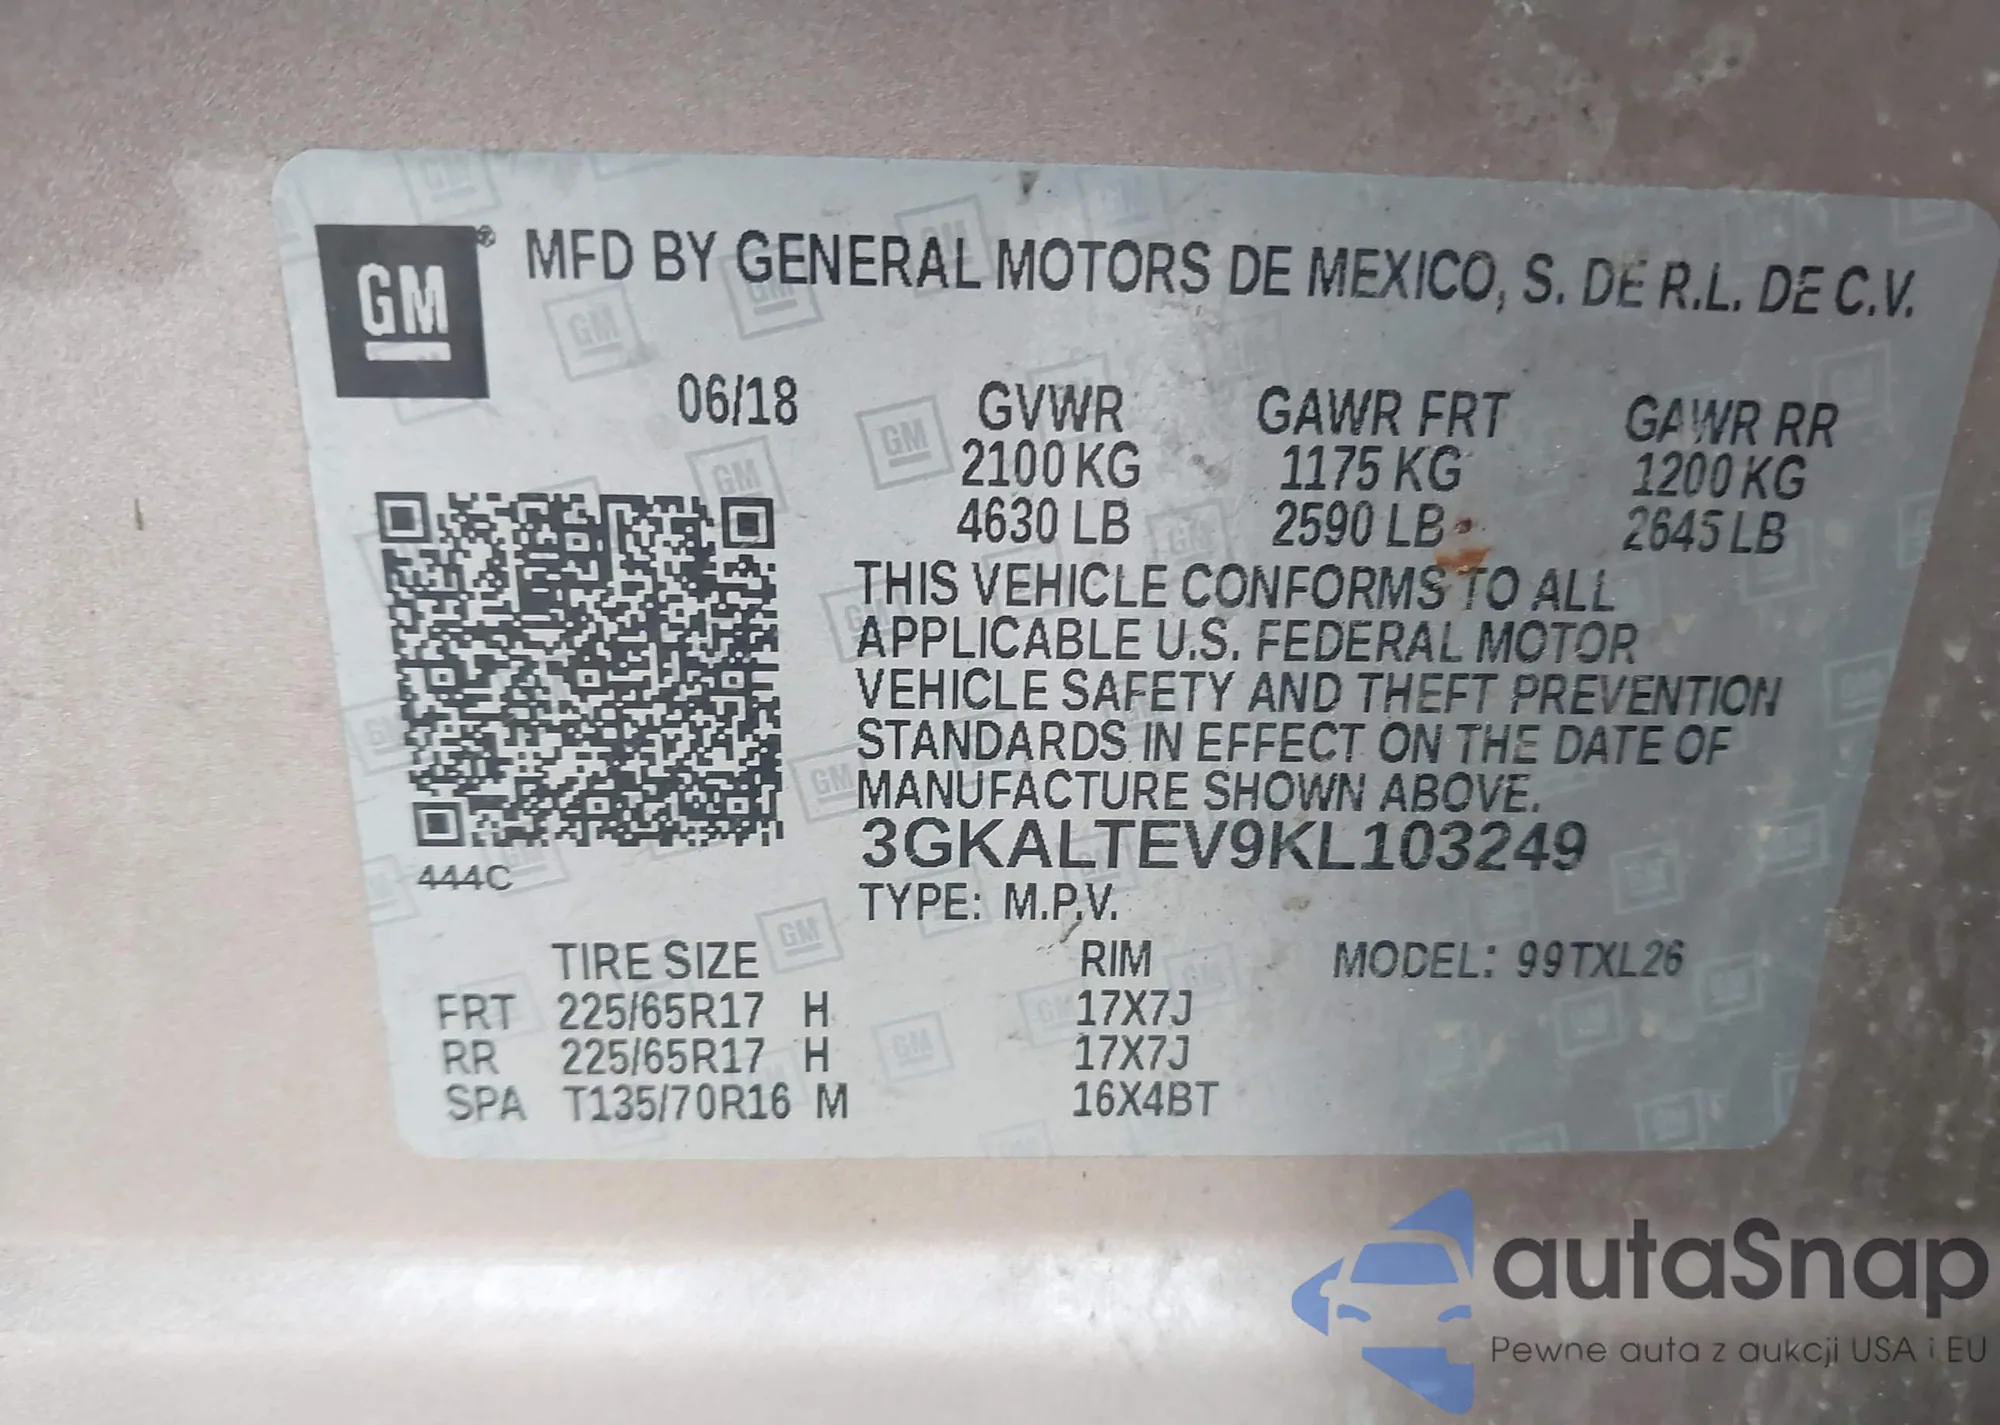 GM® MFD BY GENERAL MOTORS DE MEXICO, S. DE R.L. DE C.V.
06/18 GVWR GAWR FRT GAWR RR
2100 KG 1175 KG 1200 KG
4630 LB 2590 LB 2645 LB
THIS VEHICLE CONFORMS TO ALL
APPLICABLE U.S. FEDERAL MOTOR
VEHICLE SAFETY AND THEFT PREVENTION
STANDARDS IN EFFECT ON THE DATE OF
MANUFACTURE SHOWN ABOVE.
3GKALTEV9KL103249
444C
TYPE: M.P.V.
TIRE SIZE RIM MODEL: 99TXL26
FRT 225/65R17 H 17X7J
RR 225/65R17 H 17X7J
SPA T135/70R16 M 16X4BT
autaSnap
Pewne auta z aukcji USA i EU